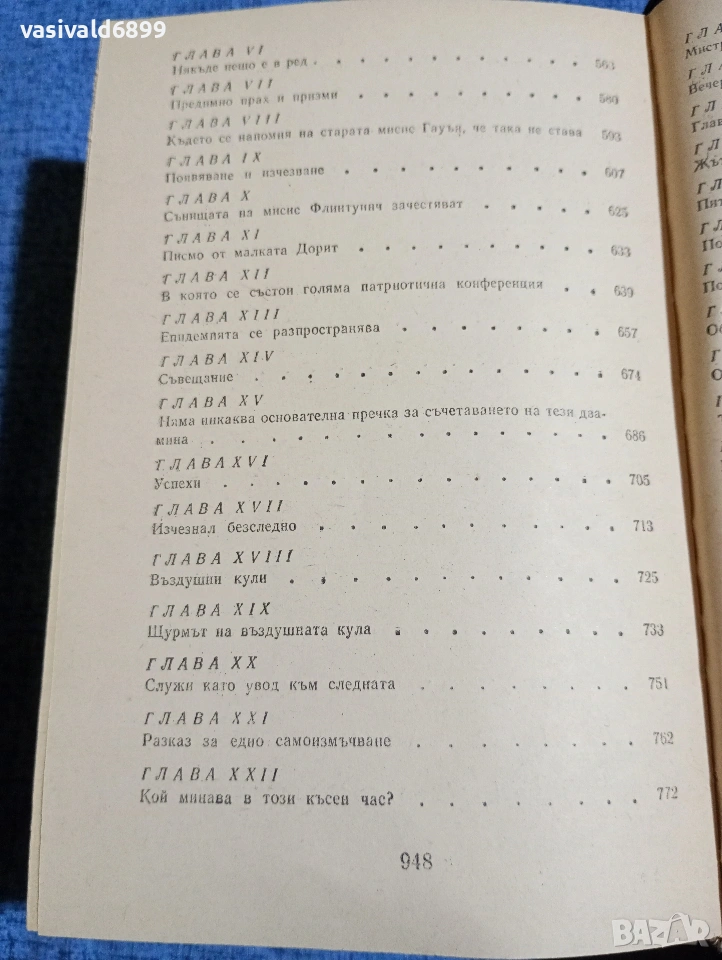 vasivald6899
ГЛАВА VI
Някъде нещо е в ред . . . . . . . . . . . 563
ГЛАВА VII
Предимно прах и призми . . . . . . . . . . 580
ГЛАВА VIII
Където се напомня на старата мисис Гауън, че така не става 593
ГЛАВА IX
Появяване и изчезване . . . . . . . . . . 607
ГЛАВА X
Сънищата на мисис Флинтуинч зачестяват . . . . . 625
ГЛАВА XI
Писмо от малката Дорит . . . . . . . . . . 633
ГЛАВА XII
В която се състои голяма патриотична конференция . . 639
ГЛАВА XIII
Епидемията се разпространява . . . . . . . . 657
ГЛАВА XIV
Съвещание . . . . . . . . . . . . . 674
ГЛАВА XV
Няма никаква основателна пречка за съчетаването на тези два-
мина . . . . . . . . . . . . . . . 686
ГЛАВА XVI
Успехи . . . . . . . . . . . . . . 705
ГЛАВА XVII
Изчезнал безследно . . . . . . . . . . . 713
ГЛАВА XVIII
Въздушни кули . . . . . . . . . . . . 725
ГЛАВА XIX
Щурмът на въздушната кула . . . . . . . . . 733
ГЛАВА XX
Служи като увод към следната . . . . . . . . 751
ГЛАВА XXI
Разказ за едно самоизмъчване . . . . . . . . 762
ГЛАВА XXII
Кой минава в този късен час? . . . . . . . . 772
948
BAZAR